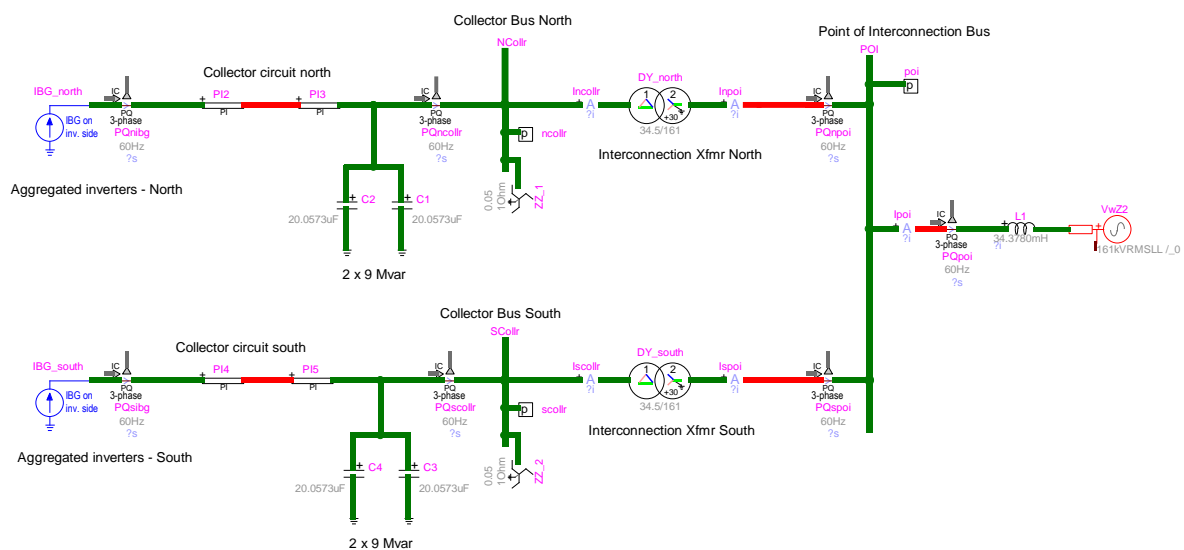 Collector Bus North
NCollr
Point of Interconnection Bus
POI
Collector circuit north
IBG_north
IC
PQ
3-phase
PQnibg
60Hz
?s
IBG on
inv. side
PI2
PI
+
PI3
PI
+
IC
PQ
3-phase
PQncollr
60Hz
?s
Incollr
A
?i
DY_north
1
2
+30
34.5/161
Inpoi
A
?i
IC
PQ
3-phase
PQnpoi
60Hz
?s
poi
p
p
ncollr
Interconnection Xfmr North
Aggregated inverters - North
+
C2
20.0573uF
+
C1
20.0573uF
0.05
1Ohm
ZZ_1
2 x 9 Mvar
Ipoi
A
?i
IC
PQ
3-phase
PQpoi
60Hz
?s
+
L1
34.3780mH
?i
VwZ2
+
161kVRMSLL /_0
Collector Bus South
SCollr
Collector circuit south
IBG_south
IC
PQ
3-phase
PQsibg
60Hz
?s
IBG on
inv. side
PI4
PI
+
PI5
PI
+
IC
PQ
3-phase
PQscollr
60Hz
?s
Iscollr
A
?i
DY_south
1
2
+30
34.5/161
Ispoi
A
?i
IC
PQ
3-phase
PQspoi
60Hz
?s
p
scollr
Interconnection Xfmr South
Aggregated inverters - South
+
C4
20.0573uF
+
C3
20.0573uF
0.05
1Ohm
ZZ_2
2 x 9 Mvar